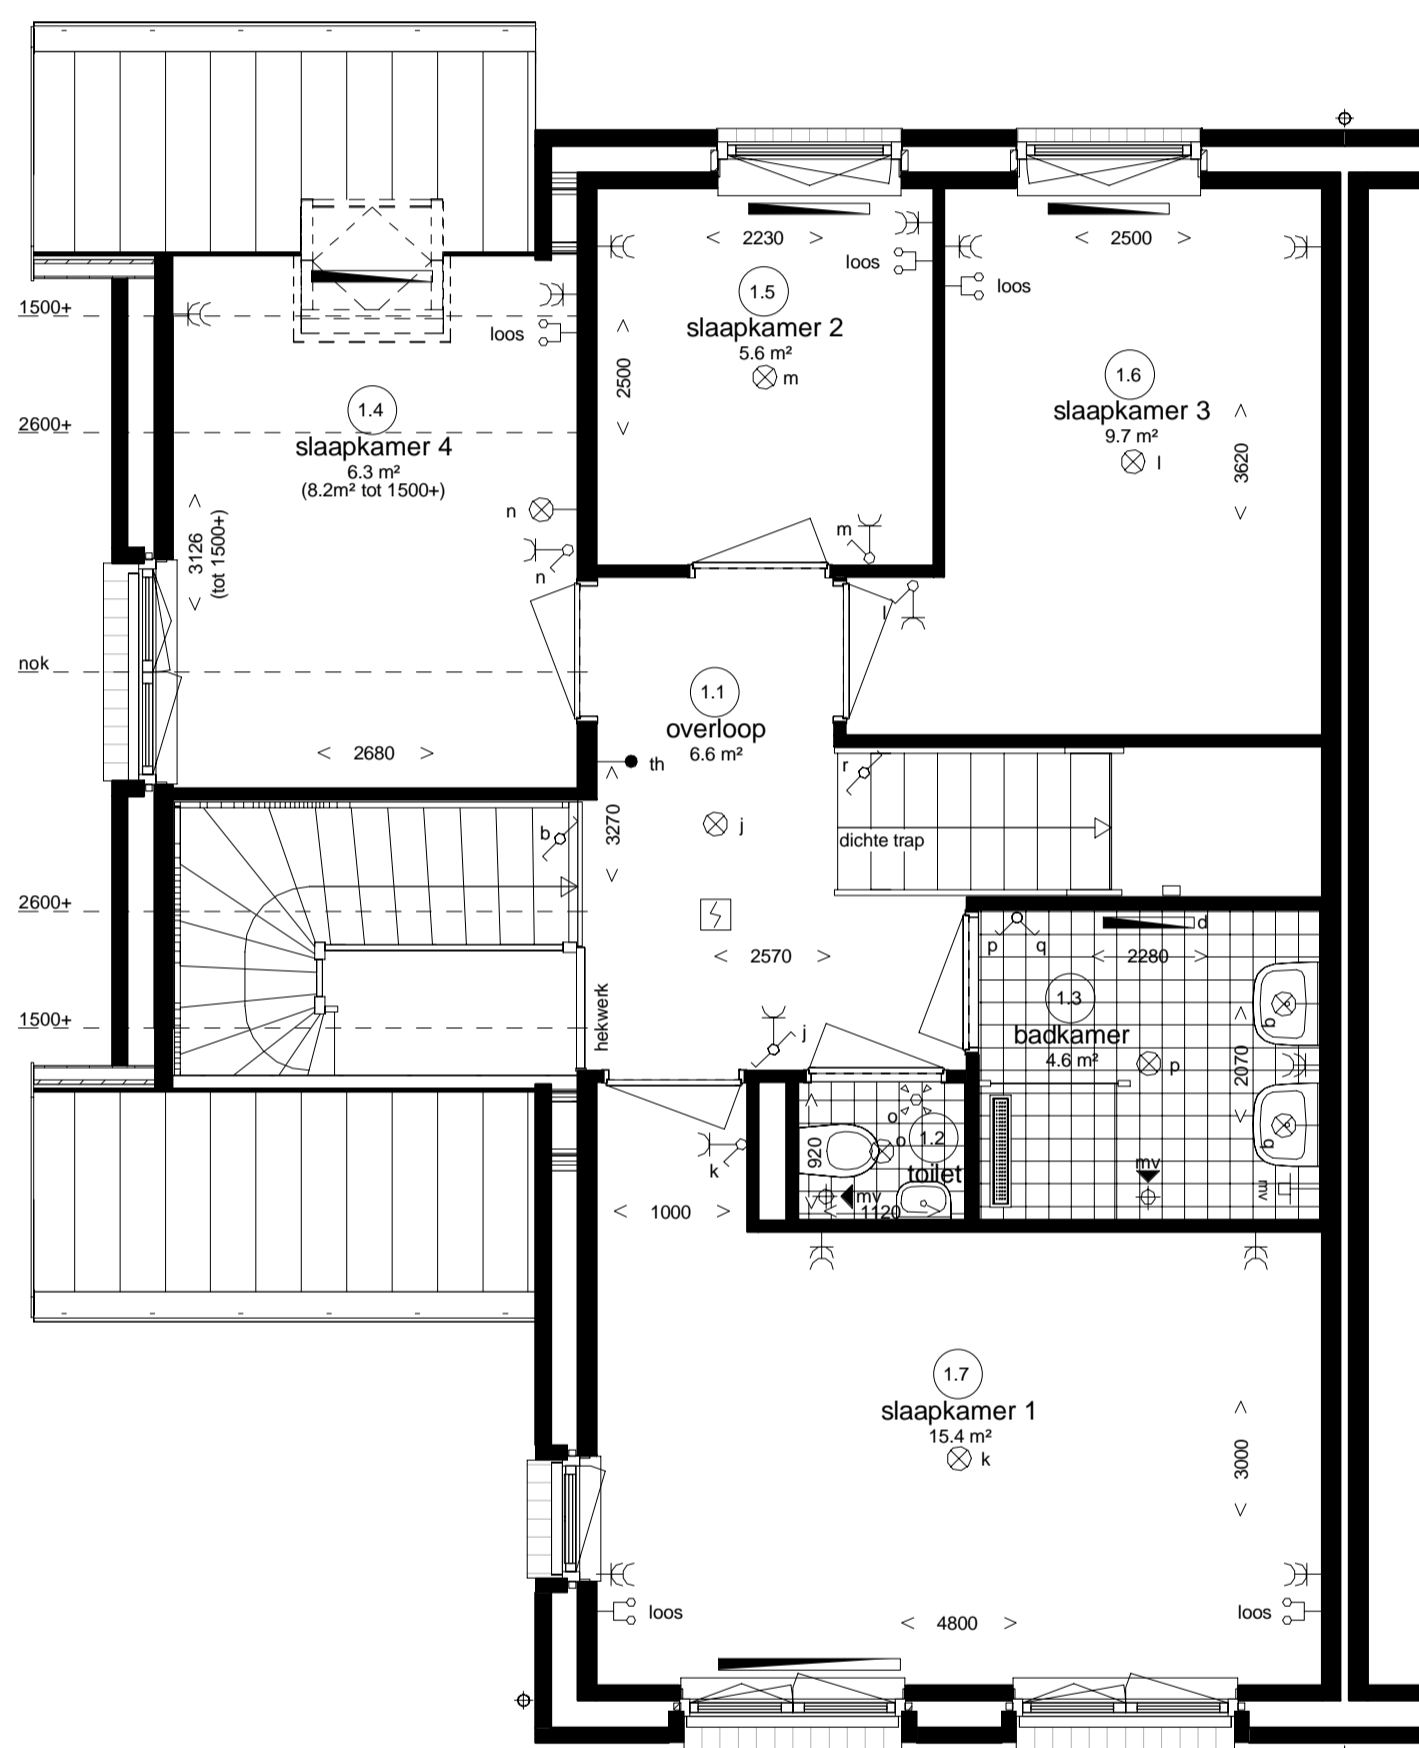 < 2230 >
< 2500 >
loos
loos
1.5
slaapkamer 2
5.6 m²
m
< 2500 >
1500+
loos
1.6
slaapkamer 3
9.7 m²
l
< 3620 >
1.4
slaapkamer 4
6.3 m²
(8.2m² tot 1500+)
2600+
n
n
< 3126 >
(tot 1500+)
m
l
nok
< 2680 >
1.1
overloop
6.6 m²
th
< 3270 >
j
r
dichte trap
b
2600+
< 2570 >
p
q
d
< 2280 >
1.3
badkamer
4.6 m²
p
q
< 2070 >
q
1500+
hekwerk
j
k
< 920 >
o
o
1.2
toilet
mv
< 1120 >
mv
mv
< 1000 >
1.7
slaapkamer 1
15.4 m²
k
< 3000 >
loos
< 4800 >
loos